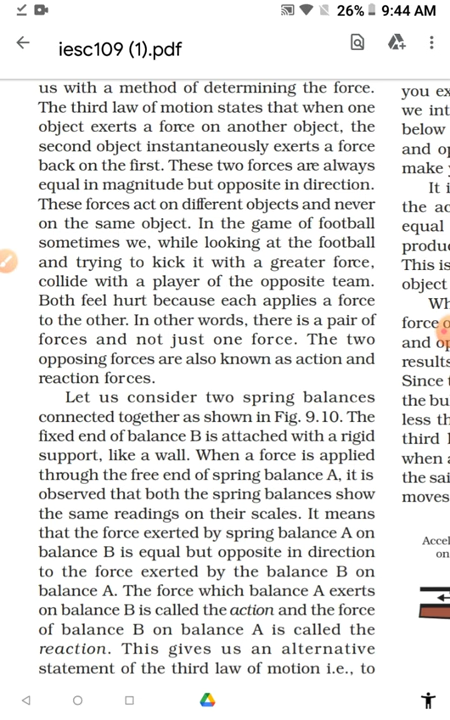 26% 9:44 AM
iesc109 (1).pdf
us with a method of determining the force.
The third law of motion states that when one
object exerts a force on another object, the
second object instantaneously exerts a force
back on the first. These two forces are always
equal in magnitude but opposite in direction.
These forces act on different objects and never
on the same object. In the game of football
sometimes we, while looking at the football
and trying to kick it with a greater force,
collide with a player of the opposite team.
Both feel hurt because each applies a force
to the other. In other words, there is a pair of
forces and not just one force. The two
opposing forces are also known as action and
reaction forces.
Let us consider two spring balances
connected together as shown in Fig. 9.10. The
fixed end of balance B is attached with a rigid
support, like a wall. When a force is applied
through the free end of spring balance A, it is
observed that both the spring balances show
the same readings on their scales. It means
that the force exerted by spring balance A on
balance B is equal but opposite in direction
to the force exerted by the balance B on
balance A. The force which balance A exerts
on balance B is called the action and the force
of balance B on balance A is called the
reaction. This gives us an alternative
statement of the third law of motion i.e., to
you ex
we int
below
and op
make
It i
the ac
equal
produ
This is
object
Wh
force
and op
results
Since
the bu
less th
third
when
the sai
moves
Accel
on